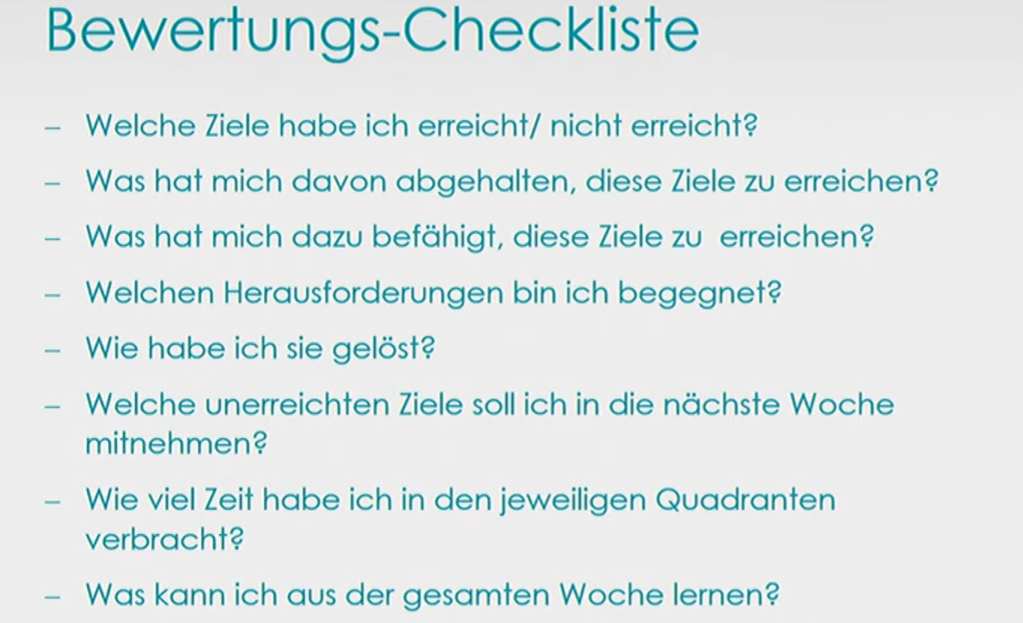 Bewertungs-Checkliste
– Welche Ziele habe ich erreicht/ nicht erreicht?
– Was hat mich davon abgehalten, diese Ziele zu erreichen?
– Was hat mich dazu befähigt, diese Ziele zu  erreichen?
– Welchen Herausforderungen bin ich begegnet?
– Wie habe ich sie gelöst?
– Welche unerreichten Ziele soll ich in die nächste Woche
mitnehmen?
– Wie viel Zeit habe ich in den jeweiligen Quadranten
verbracht?
– Was kann ich aus der gesamten Woche lernen?